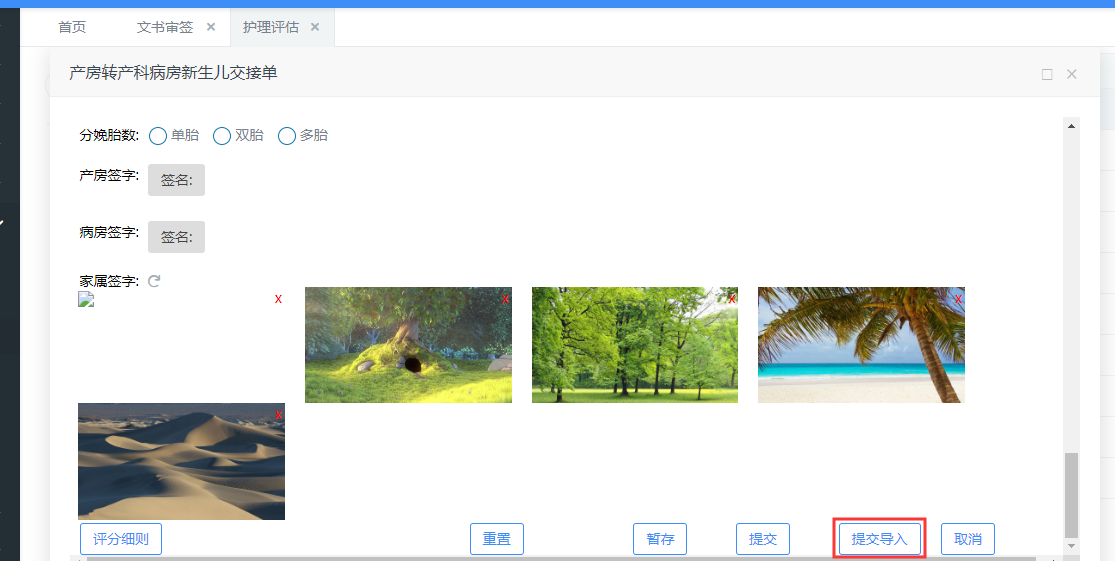 首页 文书审签 × 护理评估 ×
产房转产科病房新生儿交接单
分娩胎数: 单胎 双胎 多胎
产房签字: 签名:
病房签字: 签名:
家属签字:
X X X X
X
评分细则 重置 暂存 提交 提交导入 取消